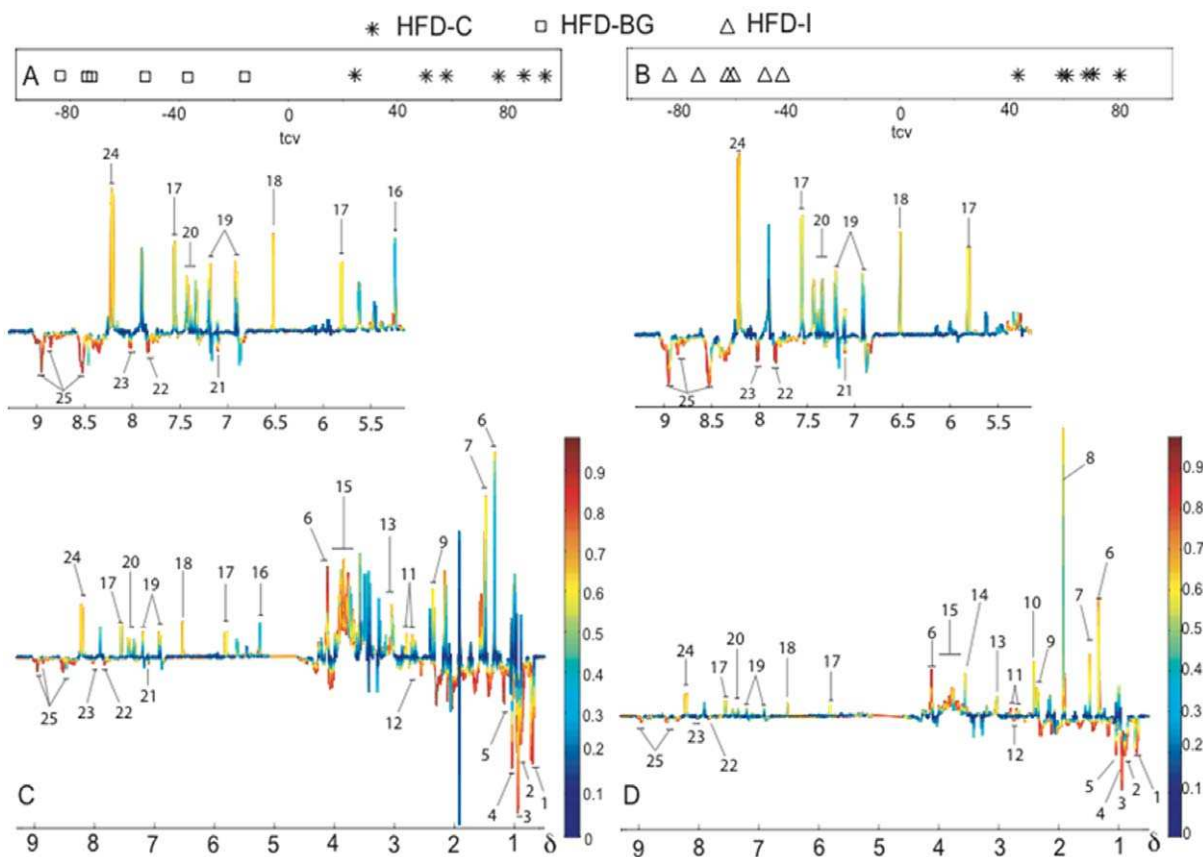 HFD-C HFD-BG HFD-I
A
-80 -40 0 40 80
tcv
B
-80 -40 0 40 80
tcv
24 17 20 19 18 17 16
25 23 22 21
9 8.5 8 7.5 7 6.5 6 5.5
24 17 20 19 18 17
25 23 22 21
9 8.5 8 7.5 7 6.5 6 5.5
6 7 6 15 13 9 11
24 17 20 19 18 17 16
25 23 22 21 12 5 4 3 2 1
C
9 8 7 6 5 4 3 2 1 δ
0.9
0.8
0.7
0.6
0.5
0.4
0.3
0.2
0.1
0
8 6 7 10 9 14 15 6 13 11
24 17 20 19 18 17
25 23 22 12 5 4 3 2 1
D
9 8 7 6 5 4 3 2 1 δ
0.9
0.8
0.7
0.6
0.5
0.4
0.3
0.2
0.1
0